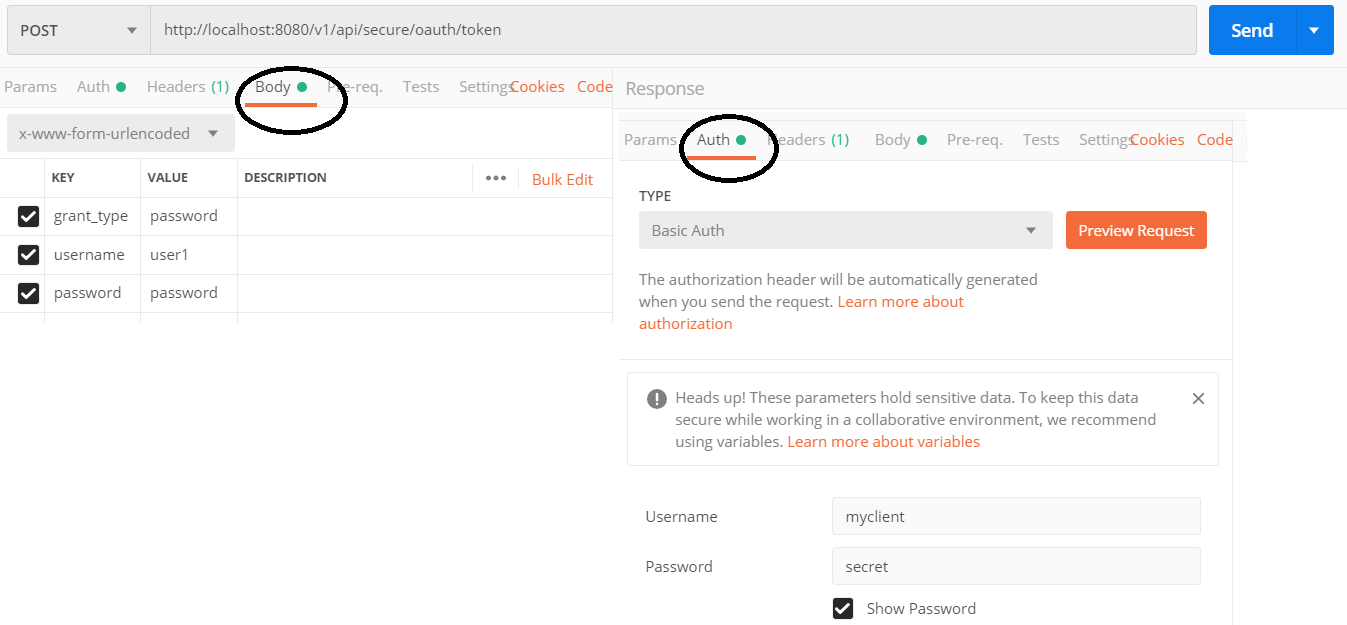 POST http://localhost:8080/v1/api/secure/oauth/token Send
Params Auth Headers (1) Body Pre-req. Tests Settings Cookies Code
x-www-form-urlencoded
KEY VALUE DESCRIPTION ••• Bulk Edit
grant_type password
username user1
password password
Response
Params Auth Headers (1) Body Pre-req. Tests Settings Cookies Code
TYPE
Basic Auth Preview Request
The authorization header will be automatically generated
when you send the request. Learn more about
authorization
Heads up! These parameters hold sensitive data. To keep this data
secure while working in a collaborative environment, we recommend
using variables. Learn more about variables
Username myclient
Password secret
Show Password